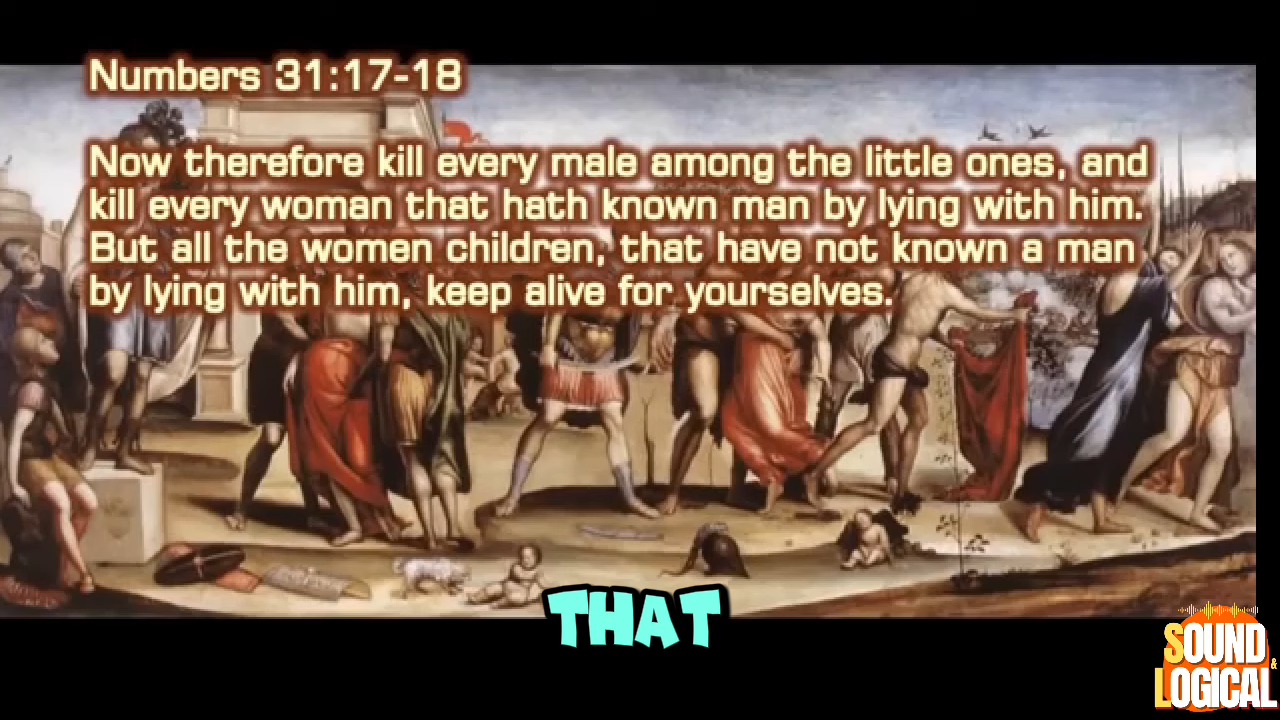 Numbers 31:17-18
Now therefore kill every male among the little ones, and
kill every woman that hath known man by lying with him.
But all the women children, that have not known a man
by lying with him, keep alive for yourselves.
THAT
SOUND
&
LOGICAL